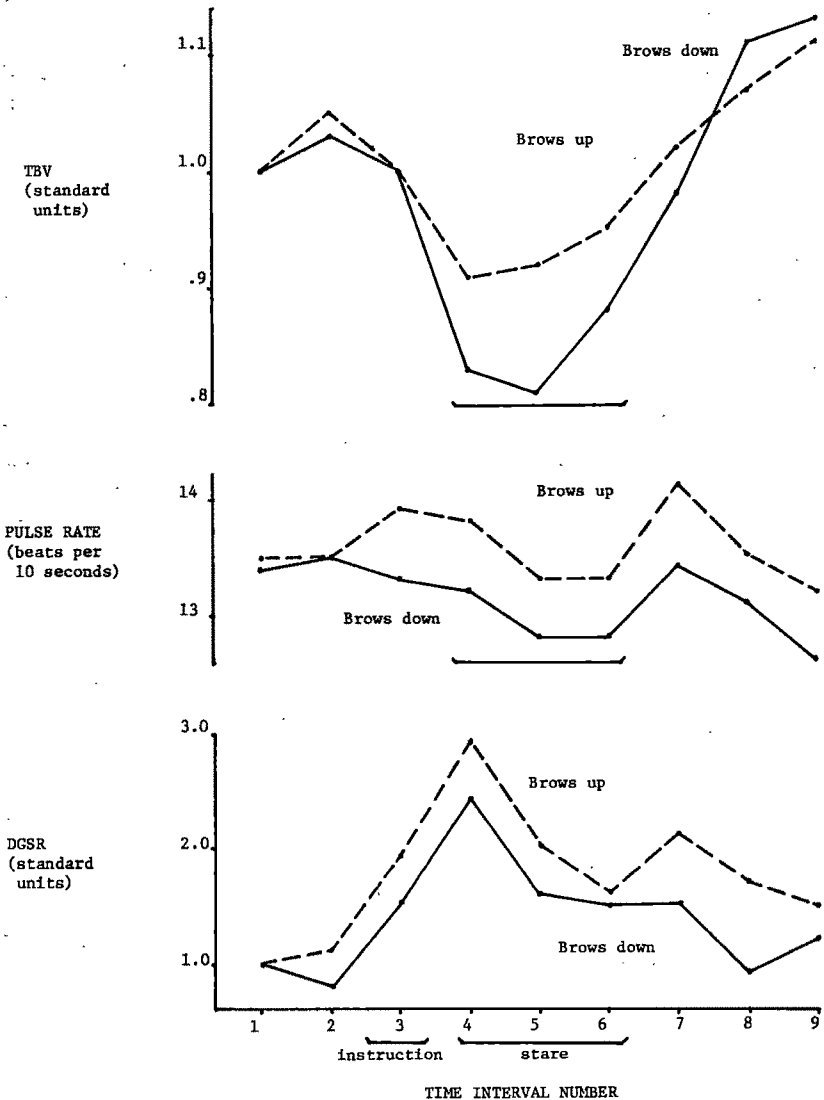 1.1
Brows down
Brows up
1.0
TBV
(standard
units)
.9
.8
14
Brows up
PULSE RATE
(beats per
10 seconds)
13
Brows down
3.0
Brows up
DGSR
(standard
units)
2.0
Brows down
1.0
1 2 3 4 5 6 7 8 9
instruction stare
TIME INTERVAL NUMBER